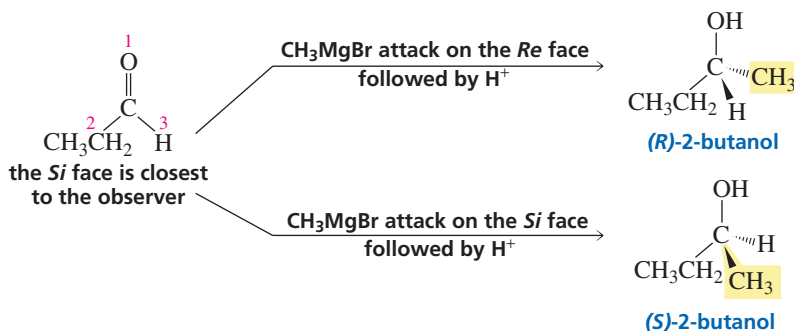 1
O
C
2
3
CH₃CH₂
H
the Si face is closest
to the observer
CH₃MgBr attack on the Re face
followed by H⁺
OH
C
CH₃
CH₃CH₂
H
(R)-2-butanol
CH₃MgBr attack on the Si face
followed by H⁺
OH
C
H
CH₃CH₂
CH₃
(S)-2-butanol